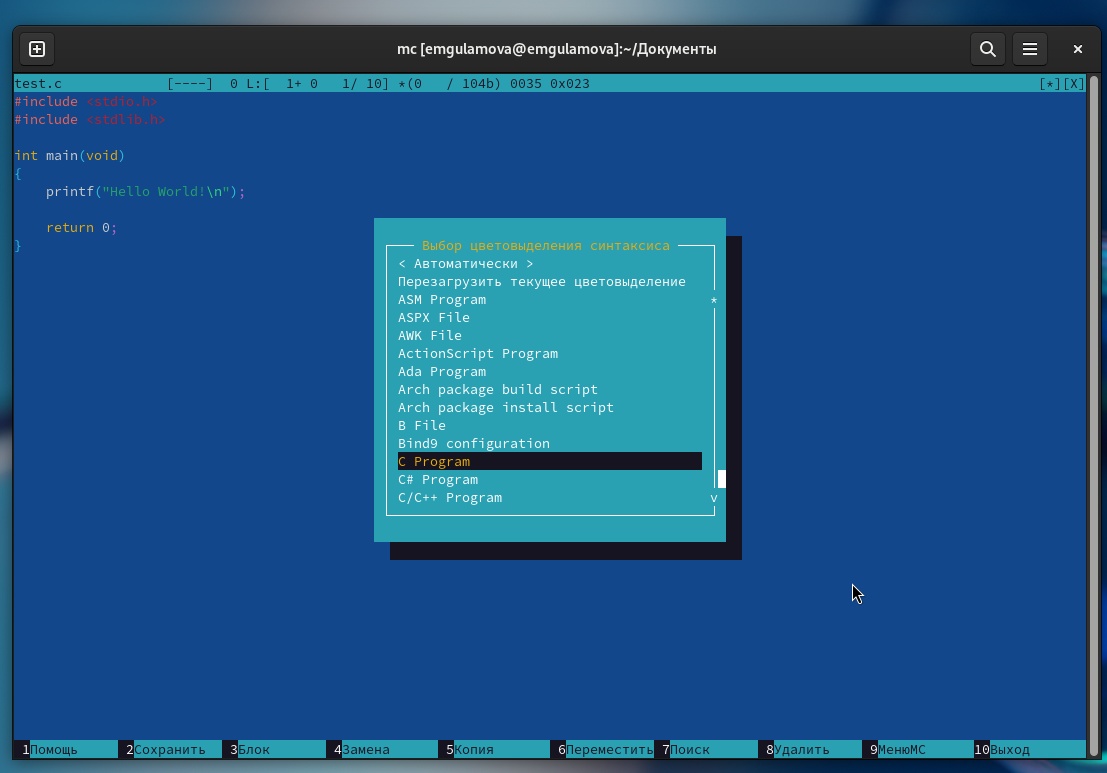 mc [emgulamova@emgulamova]:~/Документы
test.c [----] 0 L:[ 1+ 0 1/ 10] *(0 / 104b) 0035 0x023 [*][X]
#include <stdio.h>
#include <stdlib.h>
int main(void)
{
printf("Hello World!\n");
return 0;
}
Выбор цветовыделения синтаксиса
< Автоматически >
Перезагрузить текущее цветовыделение
ASM Program
ASPX File
AWK File
ActionScript Program
Ada Program
Arch package build script
Arch package install script
B File
Bind9 configuration
C Program
C# Program
C/C++ Program
1Помощь 2Сохранить 3Блок 4Замена 5Копия 6Переместить 7Поиск 8Удалить 9МенюMC 10Выход